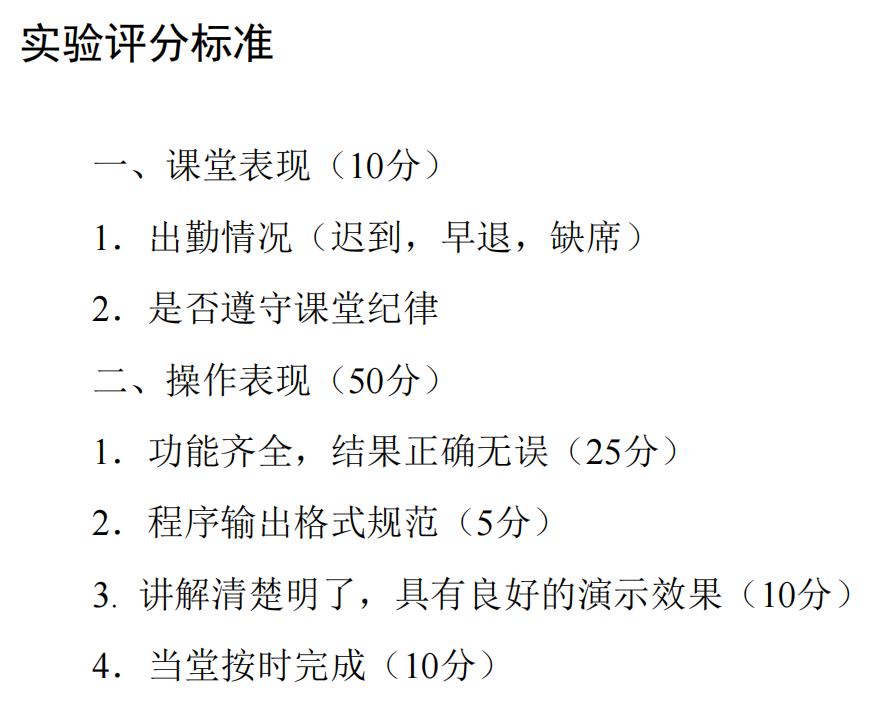 实验评分标准
一、课堂表现（10分）
1．出勤情况（迟到，早退，缺席）
2．是否遵守课堂纪律
二、操作表现（50分）
1．功能齐全，结果正确无误（25分）
2．程序输出格式规范（5分）
3. 讲解清楚明了，具有良好的演示效果（10分）
4．当堂按时完成（10分）